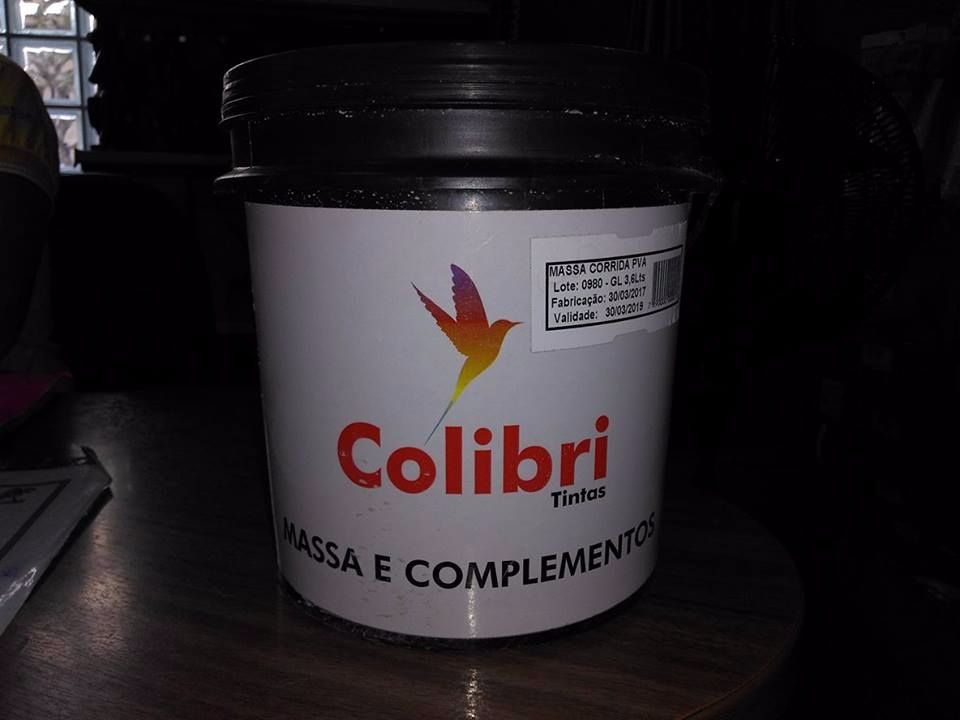 MASSA CORRIDA PVA
Lote: 0980 - GL 3,6Lts
Fabricação: 30/03/2017
Validade: 30/03/2019
Colibri
Tintas
MASSA E COMPLEMENTOS